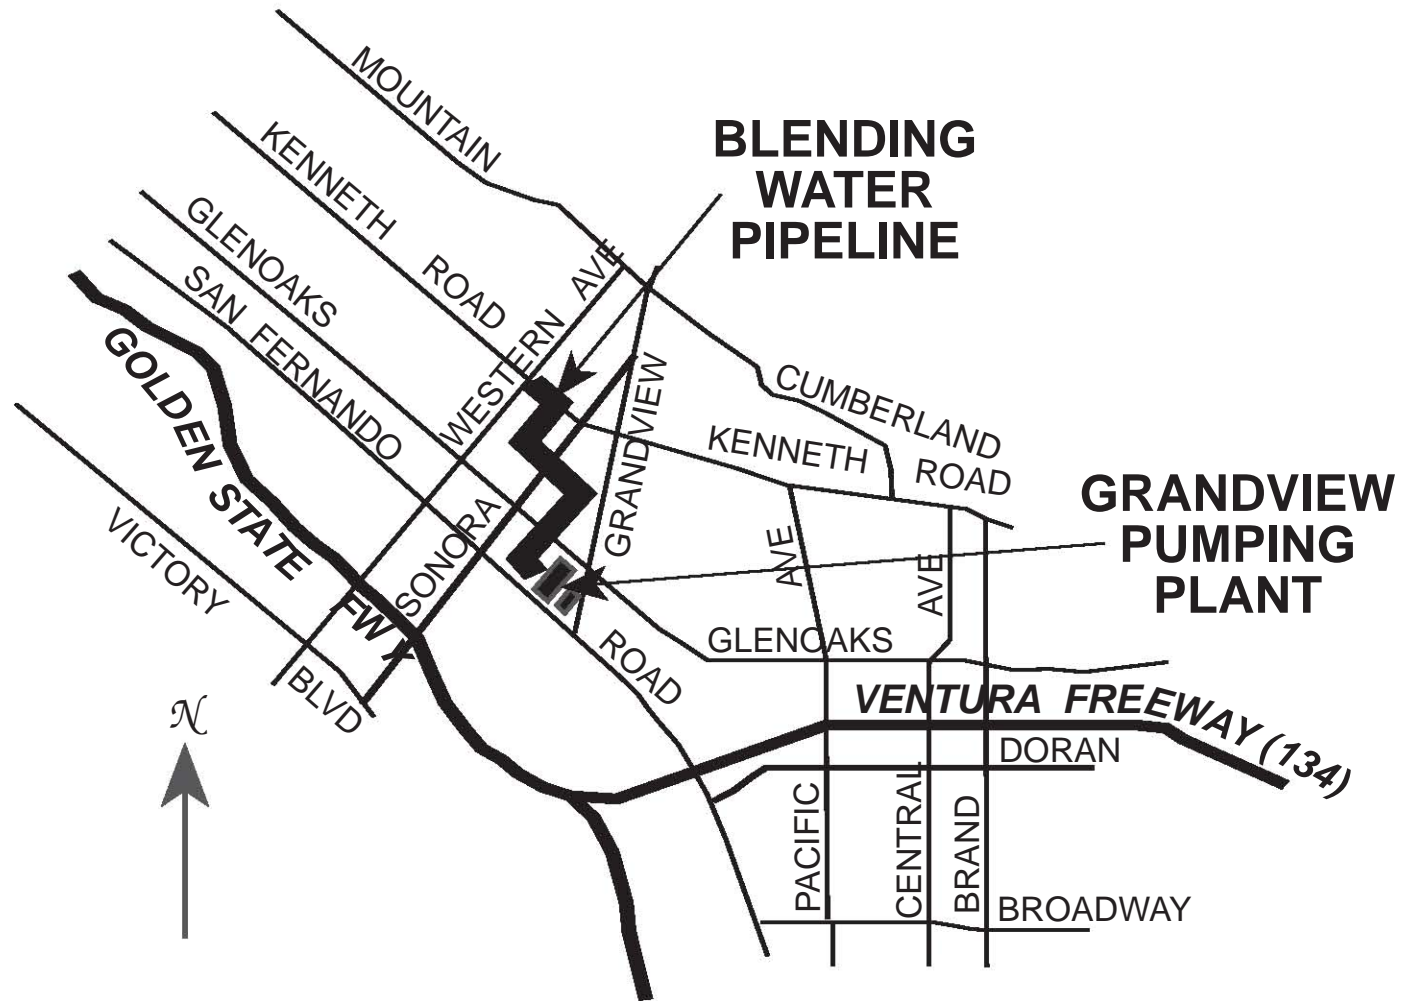 MOUNTAIN
KENNETH ROAD
GLENOAKS
SAN FERNANDO
GOLDEN STATE FWY
VICTORY
BLVD
WESTERN AVE
SONORA
BLENDING
WATER
PIPELINE
GRANDVIEW
CUMBERLAND
ROAD
KENNETH
GRANDVIEW
PUMPING
PLANT
AVE
AVE
GLENOAKS
ROAD
VENTURA FREEWAY (134)
DORAN
PACIFIC
CENTRAL
BRAND
BROADWAY
N